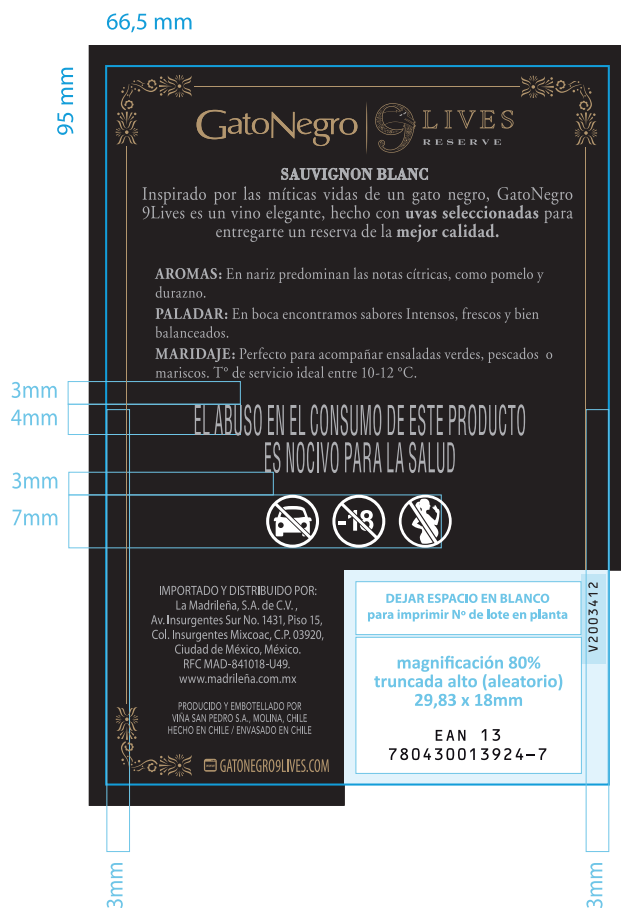 66,5 mm
95 mm
GatoNegro 9 LIVES
RESERVE
SAUVIGNON BLANC
Inspirado por las míticas vidas de un gato negro, GatoNegro
9Lives es un vino elegante, hecho con uvas seleccionadas para
entregarte un reserva de la mejor calidad.
AROMAS: En nariz predominan las notas cítricas, como pomelo y
durazno.
PALADAR: En boca encontramos sabores Intensos, frescos y bien
balanceados.
MARIDAJE: Perfecto para acompañar ensaladas verdes, pescados o
mariscos. T° de servicio ideal entre 10-12 °C.
3mm
4mm
EL ABUSO EN EL CONSUMO DE ESTE PRODUCTO
ES NOCIVO PARA LA SALUD
3mm
7mm
-18
IMPORTADO Y DISTRIBUIDO POR:
La Madrileña, S.A. de C.V. ,
Av. Insurgentes Sur No. 1431, Piso 15,
Col. Insurgentes Mixcoac, C.P. 03920,
Ciudad de México, México.
RFC MAD-841018-U49.
www.madrileña.com.mx
PRODUCIDO Y EMBOTELLADO POR
VIÑA SAN PEDRO S.A., MOLINA, CHILE
HECHO EN CHILE / ENVASADO EN CHILE
GATONEGRO9LIVES.COM
DEJAR ESPACIO EN BLANCO
para imprimir Nº de lote en planta
V2003412
magnificación 80%
truncada alto (aleatorio)
29,83 x 18mm
EAN 13
780430013924-7
3mm
3mm